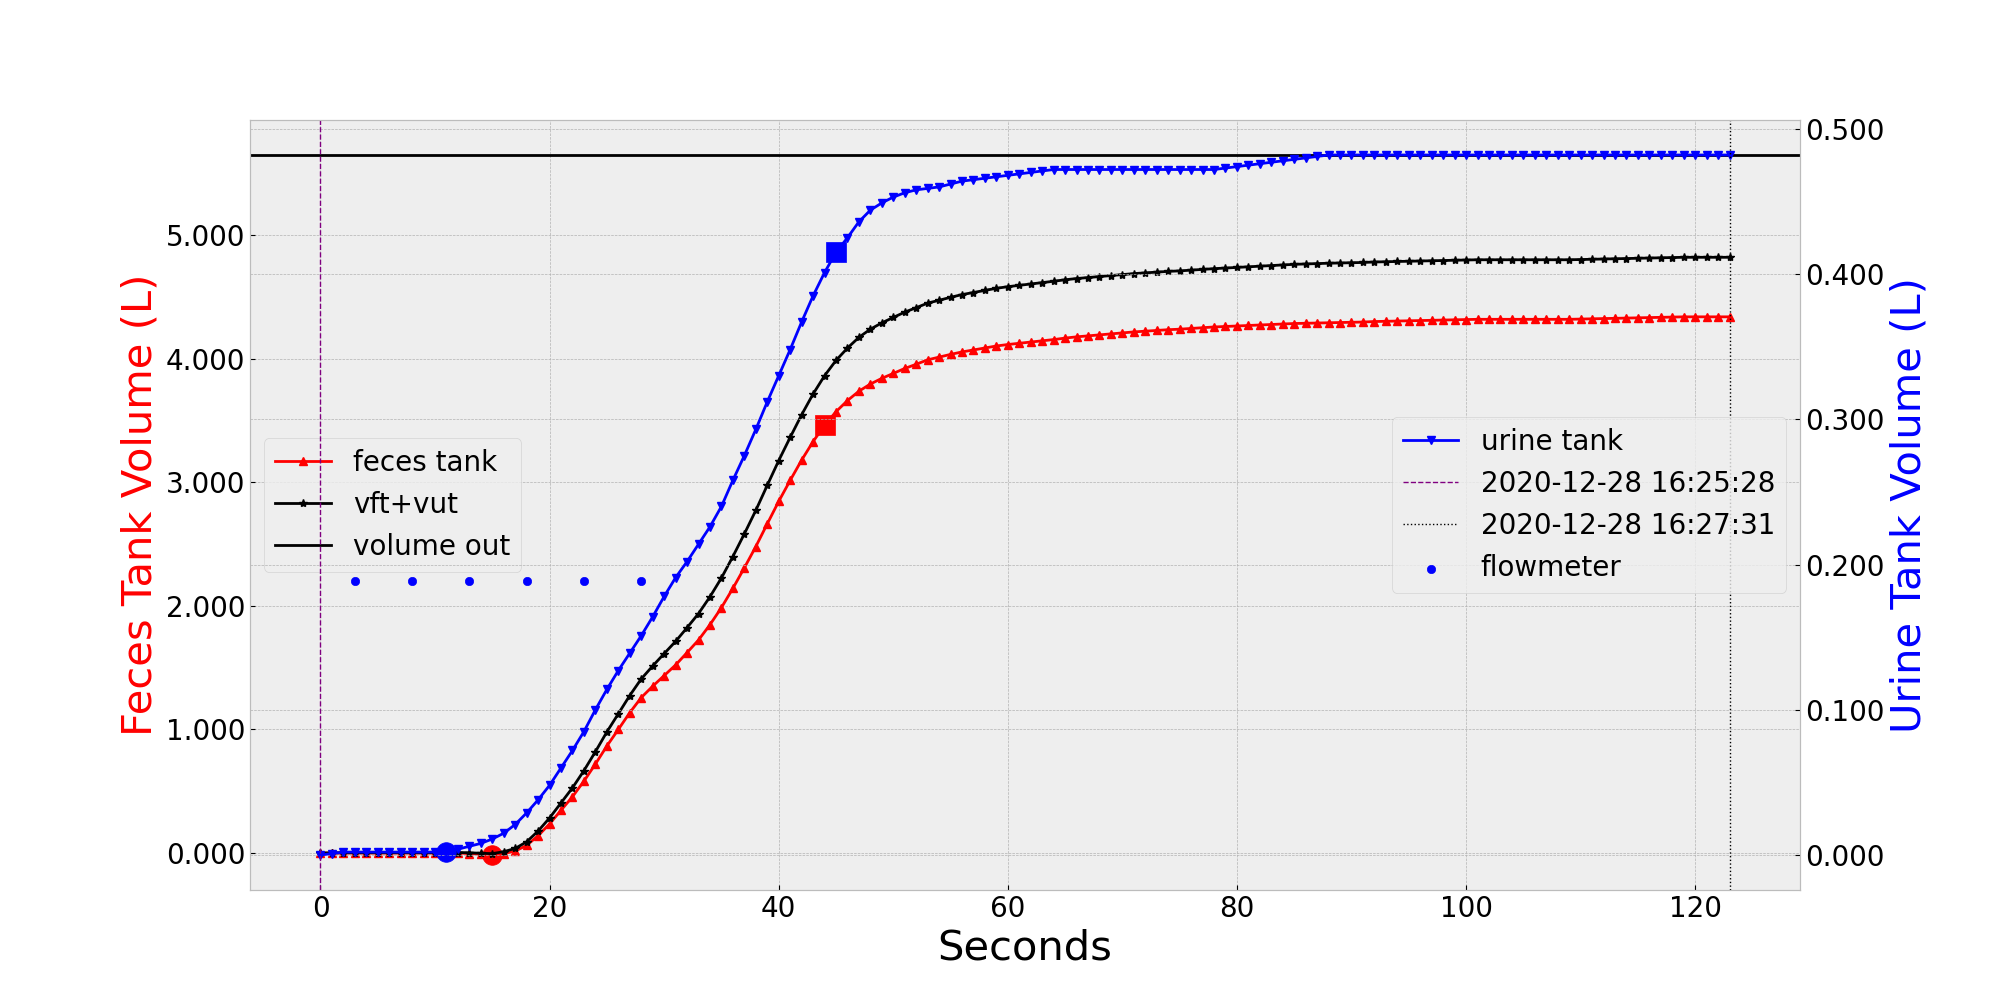 0.500
5.000
0.400
4.000
0.300
3.000
0.200
2.000
0.100
1.000
0.000
0.000
Feces Tank Volume (L)
Urine Tank Volume (L)
feces tank
vft+vut
volume out
urine tank
2020-12-28 16:25:28
2020-12-28 16:27:31
flowmeter
0 20 40 60 80 100 120
Seconds